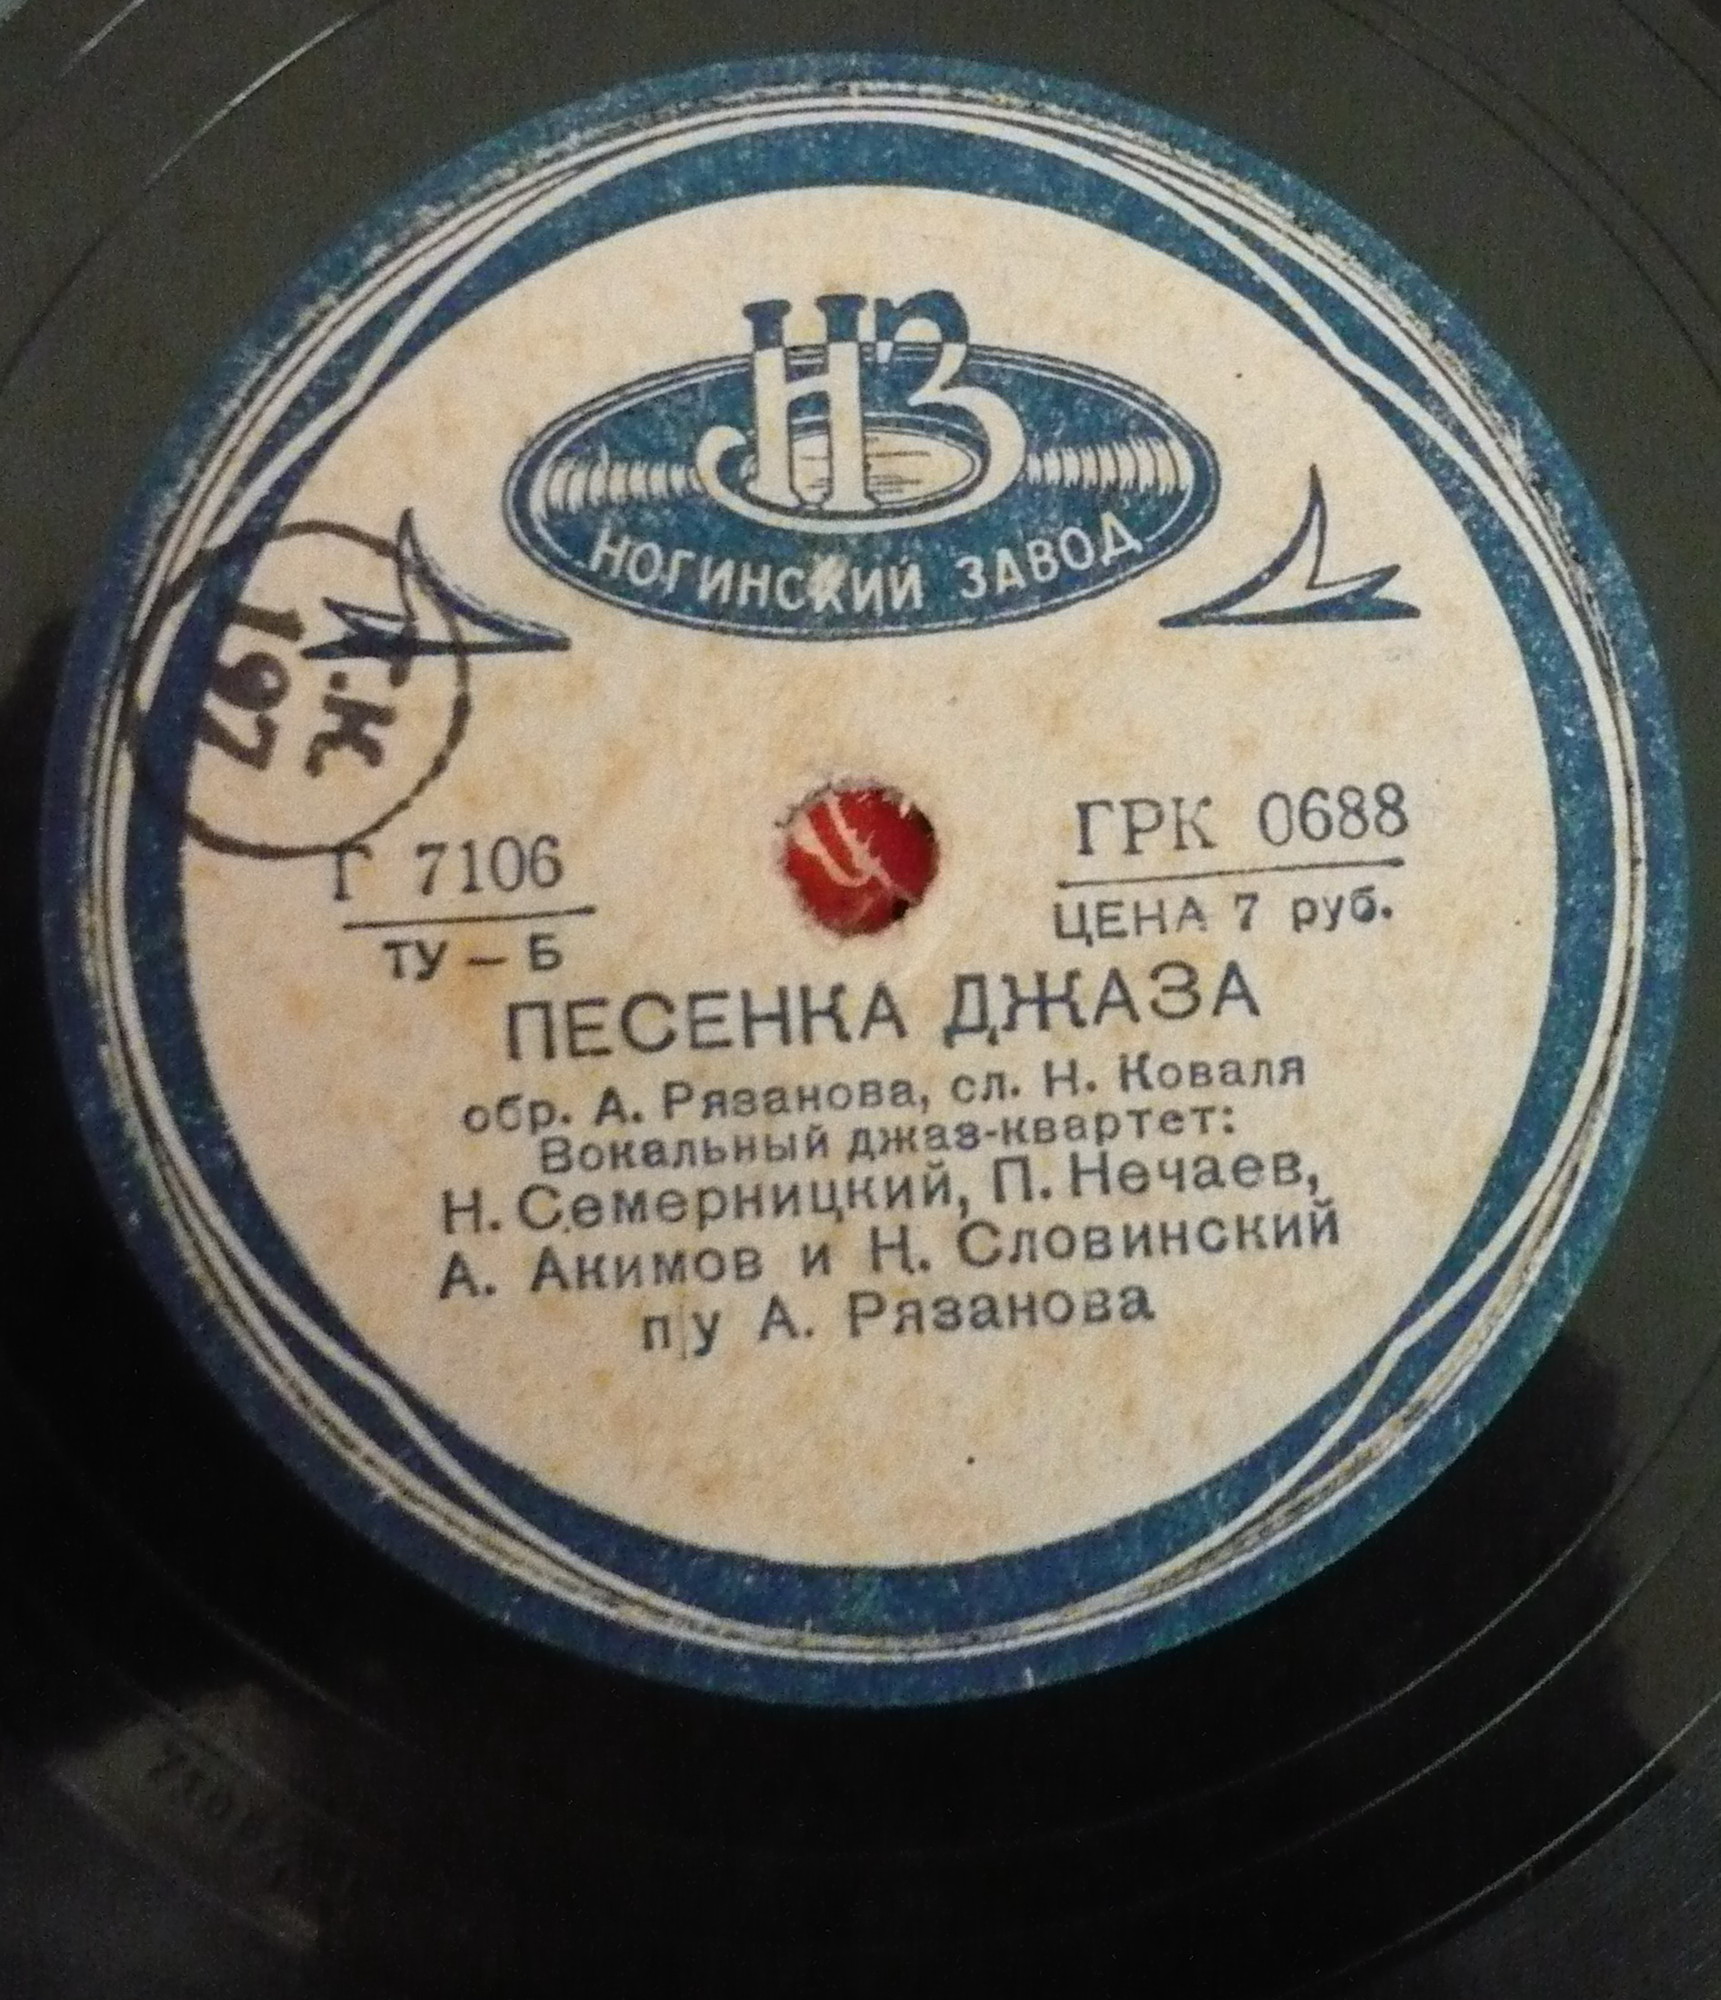 НЗ
НОГИНСКИЙ ЗАВОД
Г.К
197
Г 7106
ТУ – Б
ГРК 0688
ЦЕНА 7 руб.
ПЕСЕНКА ДЖАЗА
обр. А. Рязанова, сл. Н. Коваля
Вокальный джаз-квартет:
Н. Семерницкий, П. Нечаев,
А. Акимов и Н. Словинский
п/у А. Рязанова